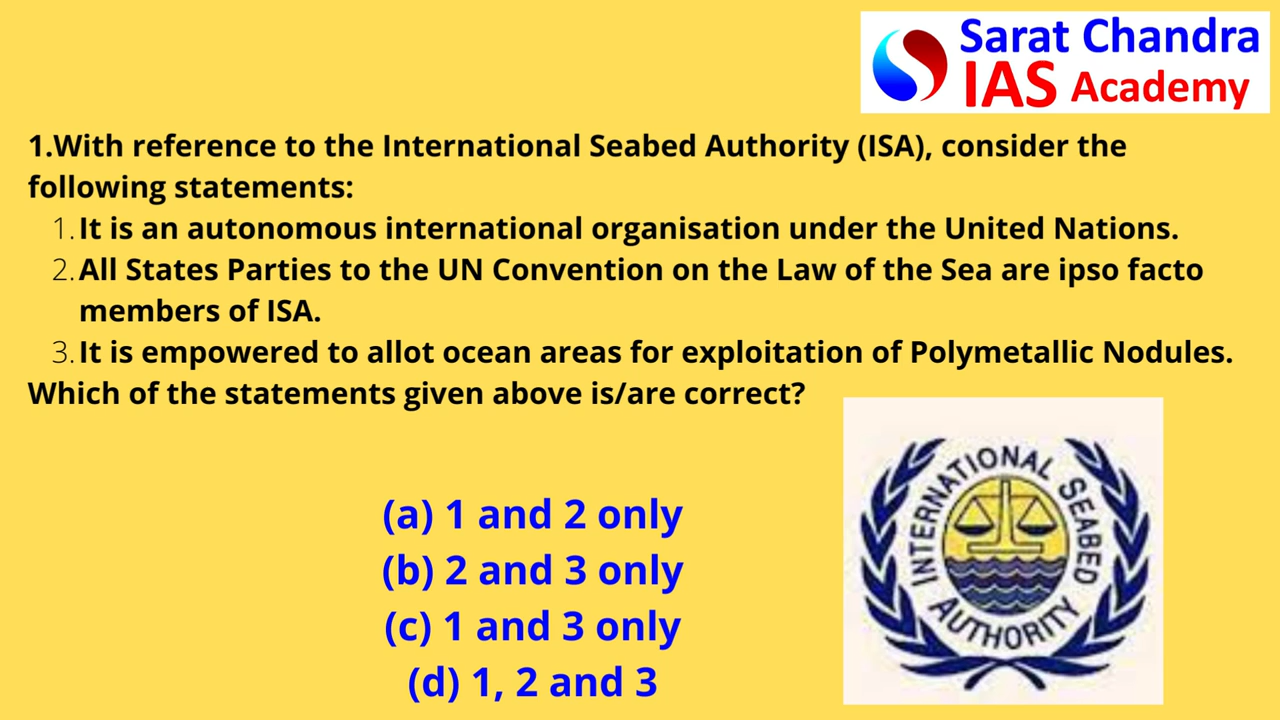 Sarat Chandra
IAS Academy
1.With reference to the International Seabed Authority (ISA), consider the
following statements:
1. It is an autonomous international organisation under the United Nations.
2. All States Parties to the UN Convention on the Law of the Sea are ipso facto
members of ISA.
3. It is empowered to allot ocean areas for exploitation of Polymetallic Nodules.
Which of the statements given above is/are correct?
(a) 1 and 2 only
(b) 2 and 3 only
(c) 1 and 3 only
(d) 1, 2 and 3
INTERNATIONAL SEABED
AUTHORITY